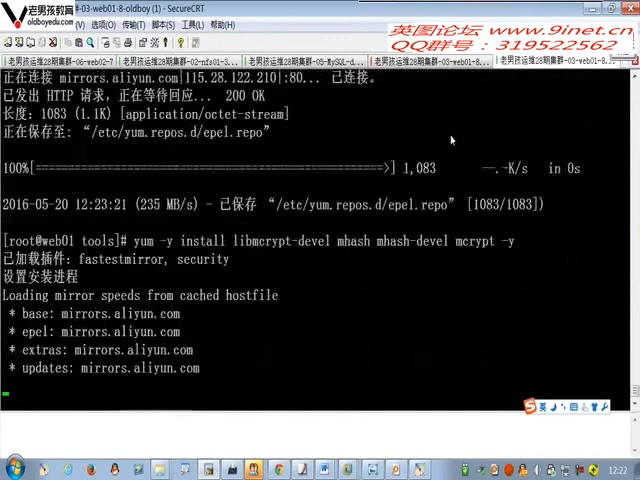 老男孩教育
oldboyedu.com
-03-web01-8-oldboy (1) - SecureCRT
英图论坛 www.9inet.cn
QQ群号：319522562
(V) 选项(O) 传输(T) 脚本(S) 工具(L) 帮助(H)
老男孩运维28期集群-06-web02-7
老男孩运维28期集群-02-nfs01-3...
老男孩运维28期集群-05-MySQL-d...
老男孩运维28期集群-03-web01-8...
老男孩运维28期集群-03-web01-8...
正在连接 mirrors.aliyun.com|115.28.122.210|:80... 已连接。
已发出 HTTP 请求，正在等待回应... 200 OK
长度：1083 (1.1K) [application/octet-stream]
正在保存至: “/etc/yum.repos.d/epel.repo”
100%[======================================================>] 1,083 --.-K/s in 0s
2016-05-20 12:23:21 (235 MB/s) - 已保存 “/etc/yum.repos.d/epel.repo” [1083/1083])
[root@web01 tools]# yum -y install libmcrypt-devel mhash mhash-devel mcrypt -y
已加载插件: fastestmirror, security
设置安装进程
Loading mirror speeds from cached hostfile
* base: mirrors.aliyun.com
* epel: mirrors.aliyun.com
* extras: mirrors.aliyun.com
* updates: mirrors.aliyun.com
英
12:22